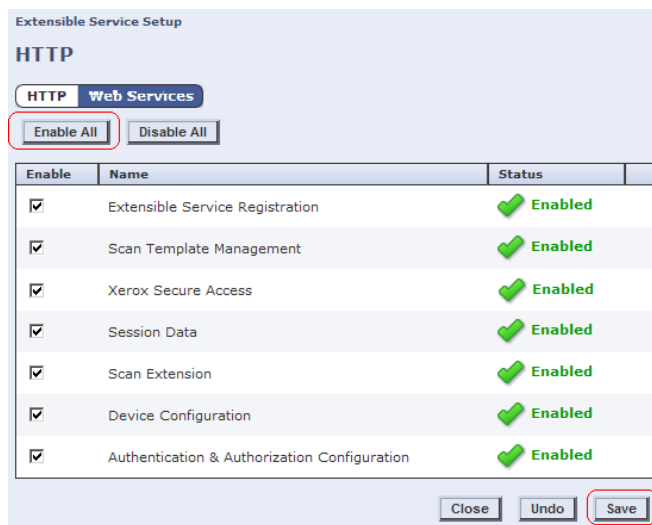 Extensible Service Setup
HTTP
HTTP Web Services
Enable All Disable All
Enable Name Status
Extensible Service Registration Enabled
Scan Template Management Enabled
Xerox Secure Access Enabled
Session Data Enabled
Scan Extension Enabled
Device Configuration Enabled
Authentication & Authorization Configuration Enabled
Close Undo Save